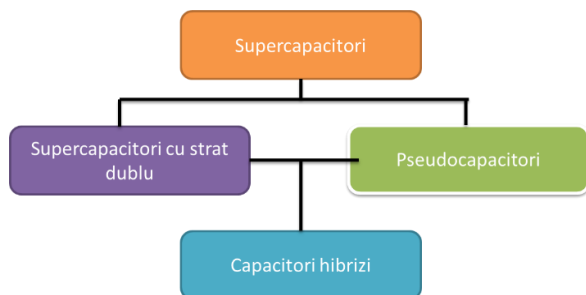 Supercapacitori
Supercapacitori cu strat
dublu
Pseudocapacitori
Capacitori hibrizi